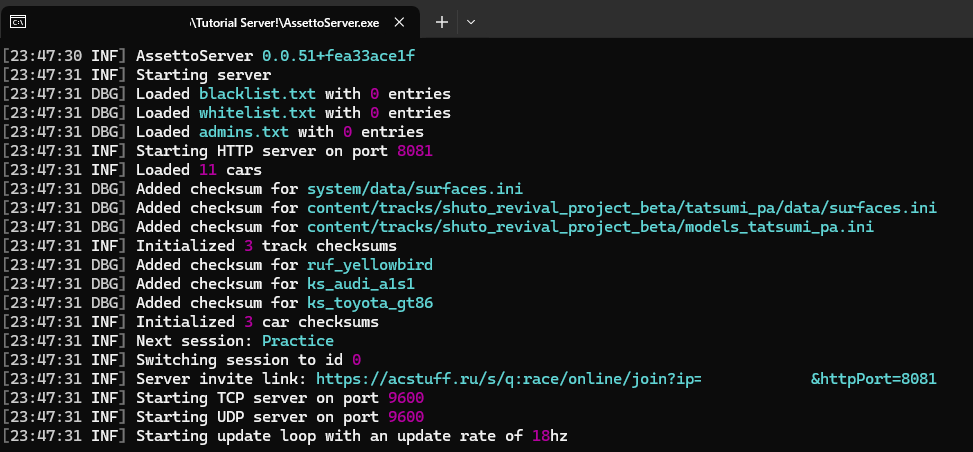 \Tutorial Server!\AssettoServer.exe
[23:47:30 INF] AssettoServer 0.0.51+fea33ace1f
[23:47:31 INF] Starting server
[23:47:31 DBG] Loaded blacklist.txt with 0 entries
[23:47:31 DBG] Loaded whitelist.txt with 0 entries
[23:47:31 DBG] Loaded admins.txt with 0 entries
[23:47:31 INF] Starting HTTP server on port 8081
[23:47:31 INF] Loaded 11 cars
[23:47:31 DBG] Added checksum for system/data/surfaces.ini
[23:47:31 DBG] Added checksum for content/tracks/shuto_revival_project_beta/tatsumi_pa/data/surfaces.ini
[23:47:31 DBG] Added checksum for content/tracks/shuto_revival_project_beta/models_tatsumi_pa.ini
[23:47:31 INF] Initialized 3 track checksums
[23:47:31 DBG] Added checksum for ruf_yellowbird
[23:47:31 DBG] Added checksum for ks_audi_a1s1
[23:47:31 DBG] Added checksum for ks_toyota_gt86
[23:47:31 INF] Initialized 3 car checksums
[23:47:31 INF] Next session: Practice
[23:47:31 INF] Switching session to id 0
[23:47:31 INF] Server invite link: https://acstuff.ru/s/q:race/online/join?ip= &httpPort=8081
[23:47:31 INF] Starting TCP server on port 9600
[23:47:31 INF] Starting UDP server on port 9600
[23:47:31 INF] Starting update loop with an update rate of 18hz